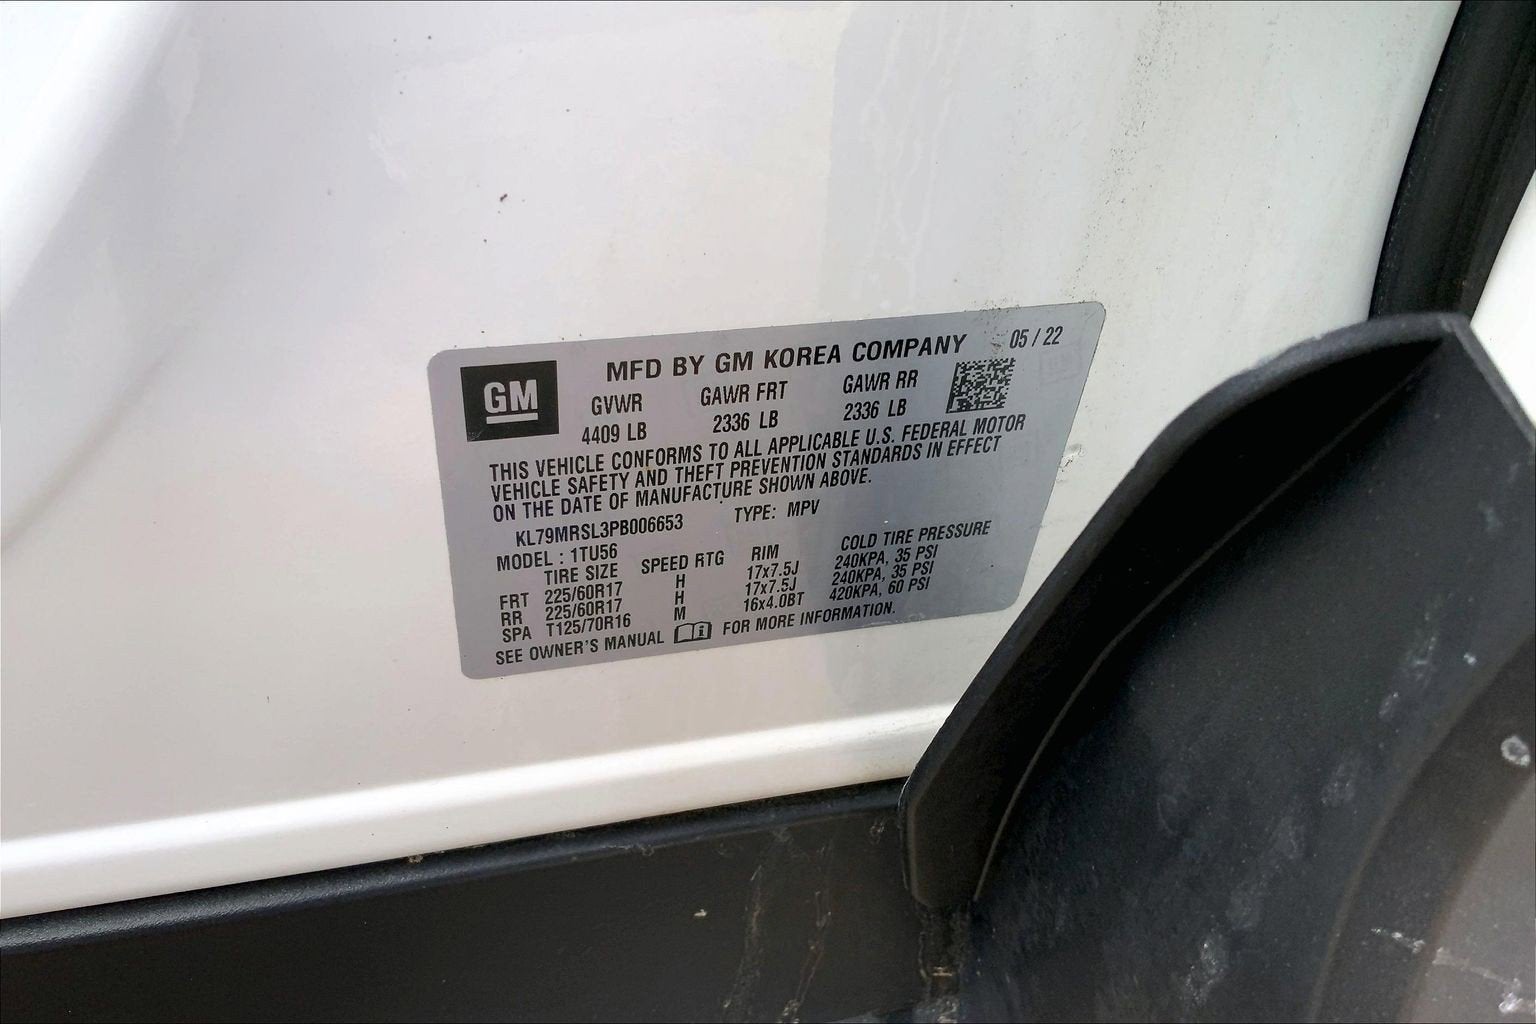 GM
MFD BY GM KOREA COMPANY 05 / 22
GVWR GAWR FRT GAWR RR
4409 LB 2336 LB 2336 LB
THIS VEHICLE CONFORMS TO ALL APPLICABLE U.S. FEDERAL MOTOR
VEHICLE SAFETY AND THEFT PREVENTION STANDARDS IN EFFECT
ON THE DATE OF MANUFACTURE SHOWN ABOVE.
KL79MRSL3PB006653 TYPE: MPV
MODEL : 1TU56
TIRE SIZE SPEED RTG RIM COLD TIRE PRESSURE
FRT 225/60R17 H 17x7.5J 240KPA, 35 PSI
RR 225/60R17 H 17x7.5J 240KPA, 35 PSI
SPA T125/70R16 M 16x4.0BT 420KPA, 60 PSI
SEE OWNER'S MANUAL FOR MORE INFORMATION.